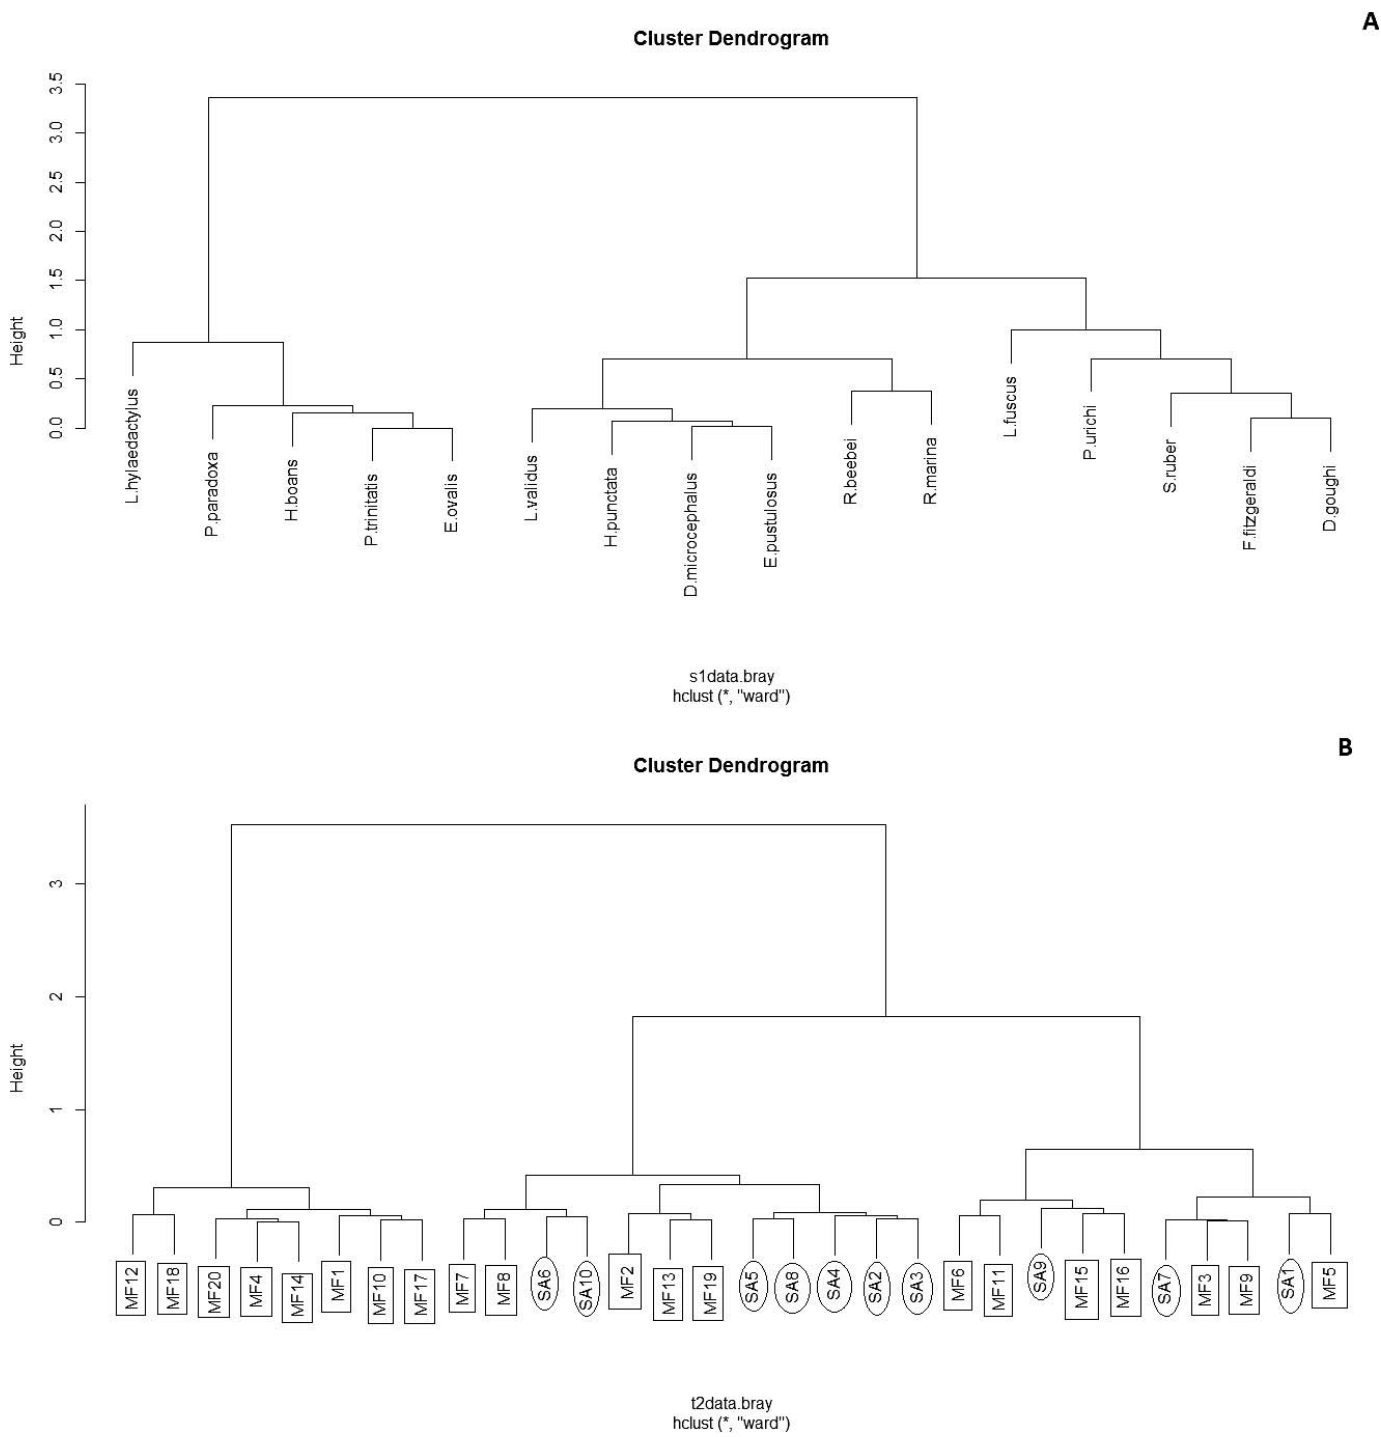 A
Cluster Dendrogram
Height
0.0 0.5 1.0 1.5 2.0 2.5 3.0 3.5
L.hylaedactylus
P.paradoxa
H.boans
P.trinitatis
E.ovalis
L.validus
H.punctata
D.microcephalus
E.pustulosus
R.beebei
R.marina
L.fuscus
P.urichi
S.ruber
F.fitzgeraldi
D.goughi
s1data.bray
hclust (*, "ward")
B
Cluster Dendrogram
Height
0 1 2 3
MF12
MF18
MF20
MF4
MF14
MF1
MF10
MF17
MF7
MF8
SA6
SA10
MF2
MF13
MF19
SA5
SA8
SA4
SA2
SA3
MF6
MF11
SA9
MF15
MF16
SA7
MF3
MF9
SA1
MF5
t2data.bray
hclust (*, "ward")